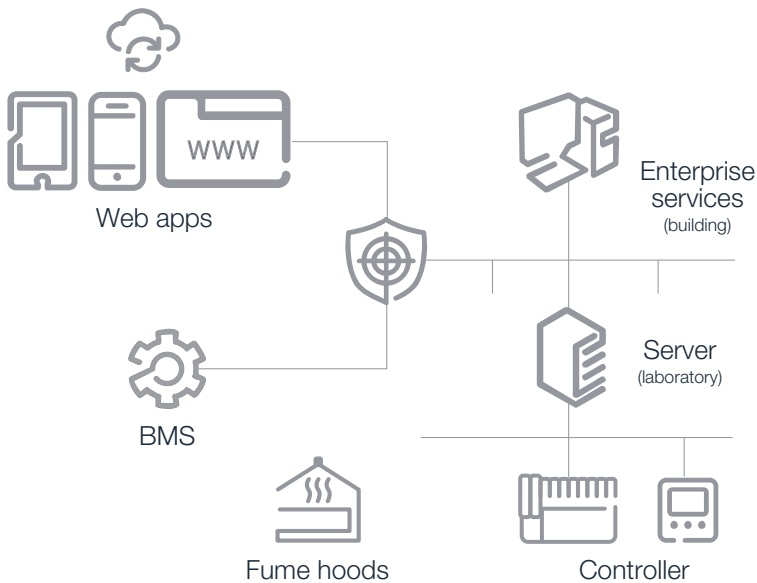 WWW
Web apps
Enterprise
services
(building)
Server
(laboratory)
BMS
Fume hoods
Controller